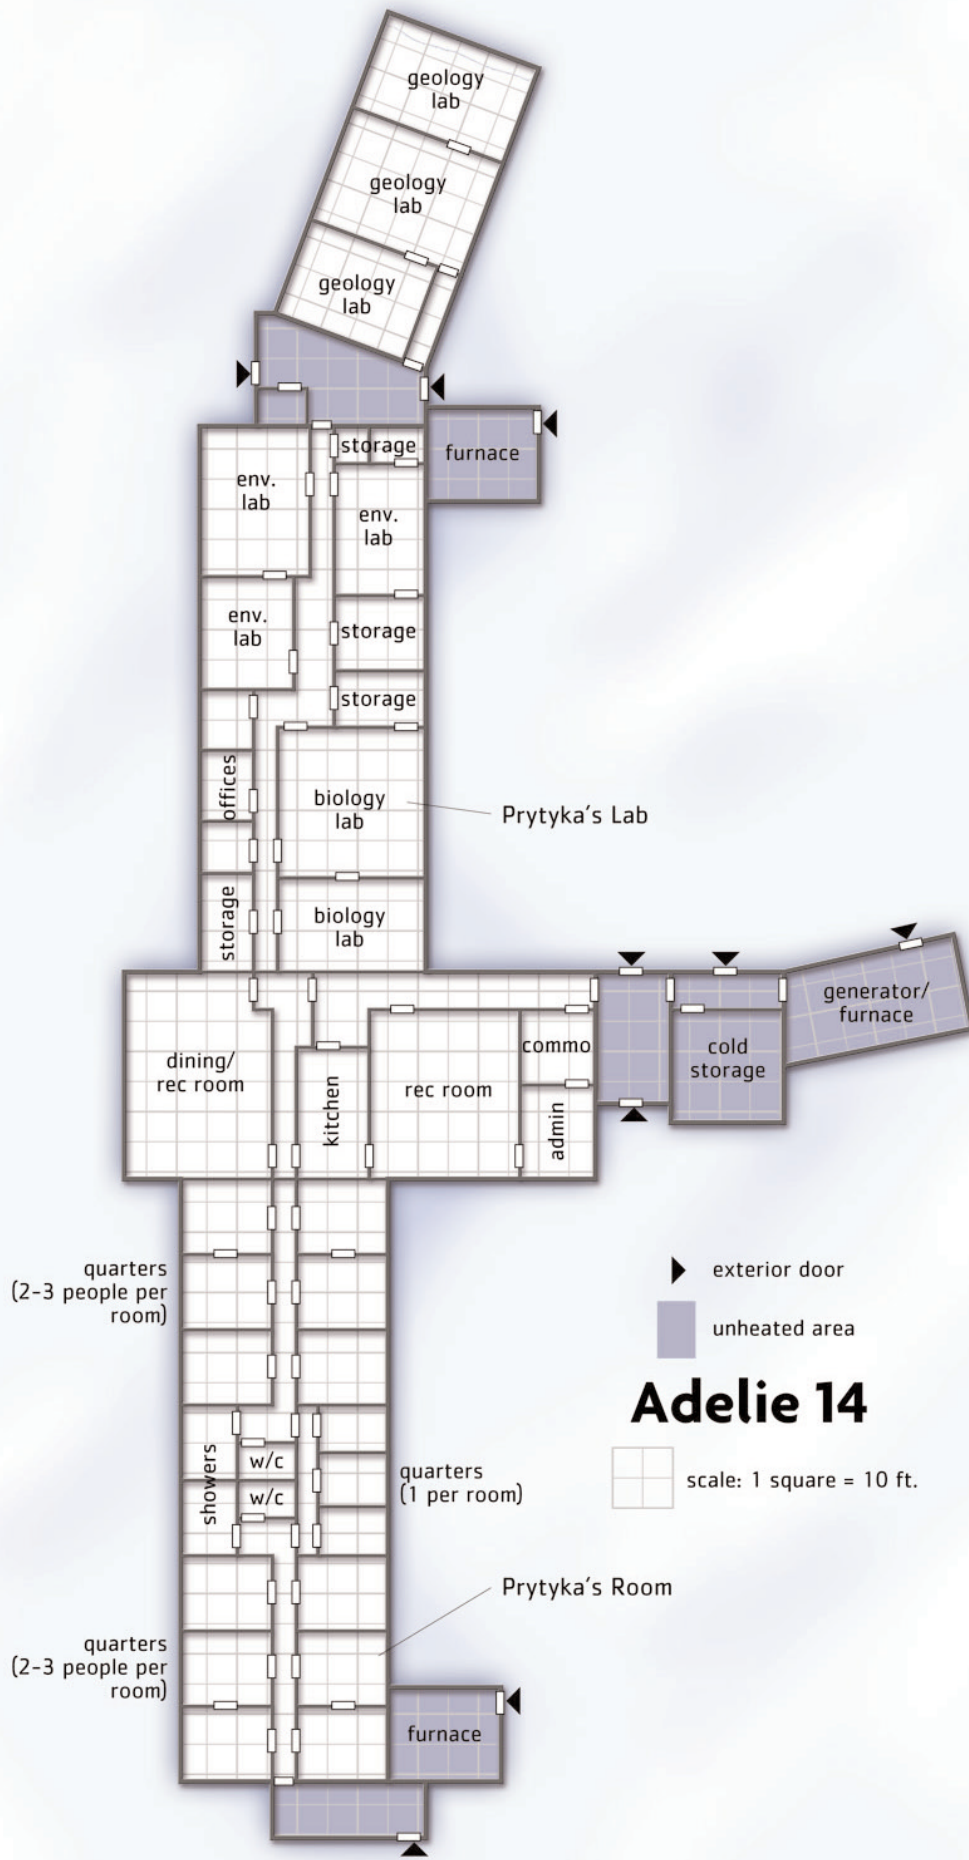 geology
lab
geology
lab
geology
lab
storage
furnace
env.
lab
env.
lab
env.
lab
storage
storage
offices
biology
lab
Prytyka's Lab
storage
biology
lab
dining/
rec room
kitchen
rec room
commo
admin
cold
storage
generator/
furnace
quarters
(2-3 people per
room)
exterior door
unheated area
Adelie 14
scale: 1 square = 10 ft.
showers
w/c
w/c
quarters
(1 per room)
Prytyka's Room
quarters
(2-3 people per
room)
furnace